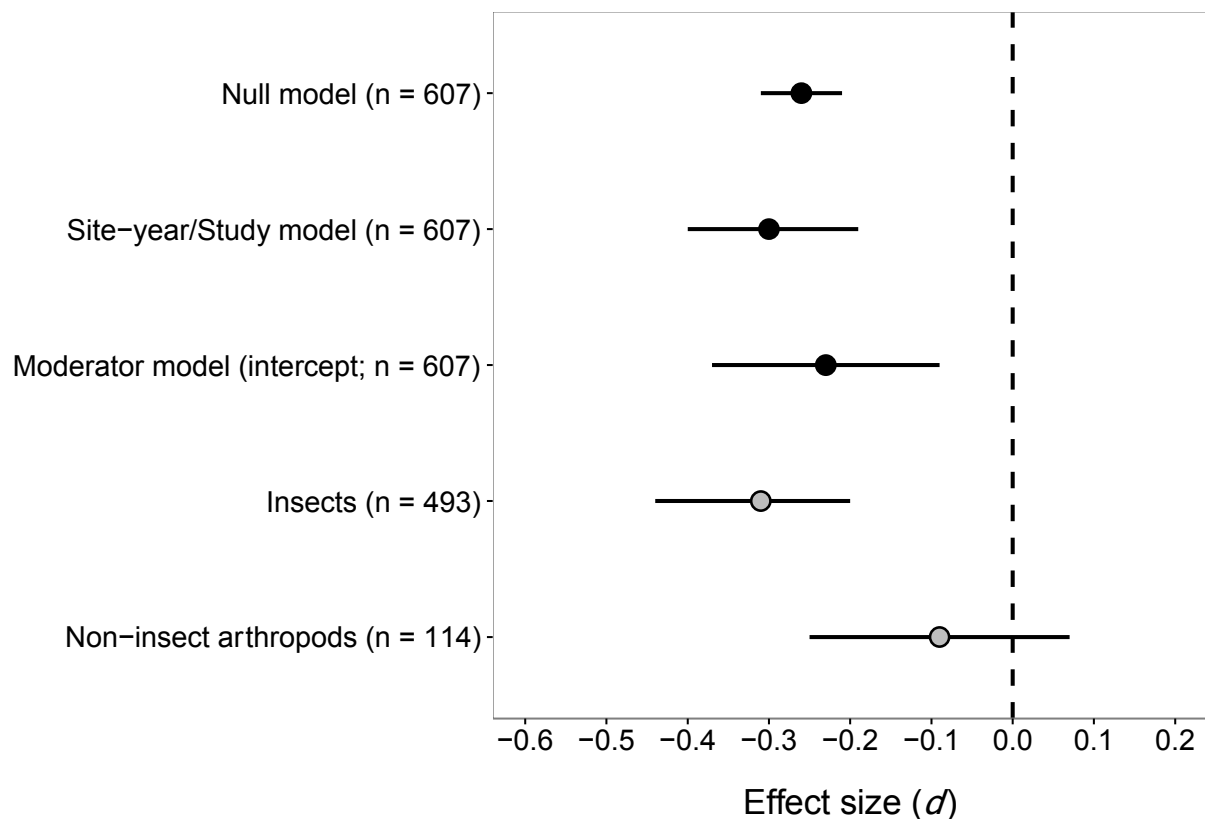 Null model (n = 607)
Site−year/Study model (n = 607)
Moderator model (intercept; n = 607)
Insects (n = 493)
Non−insect arthropods (n = 114)
−0.6 −0.5 −0.4 −0.3 −0.2 −0.1 0.0 0.1 0.2
Effect size (d)